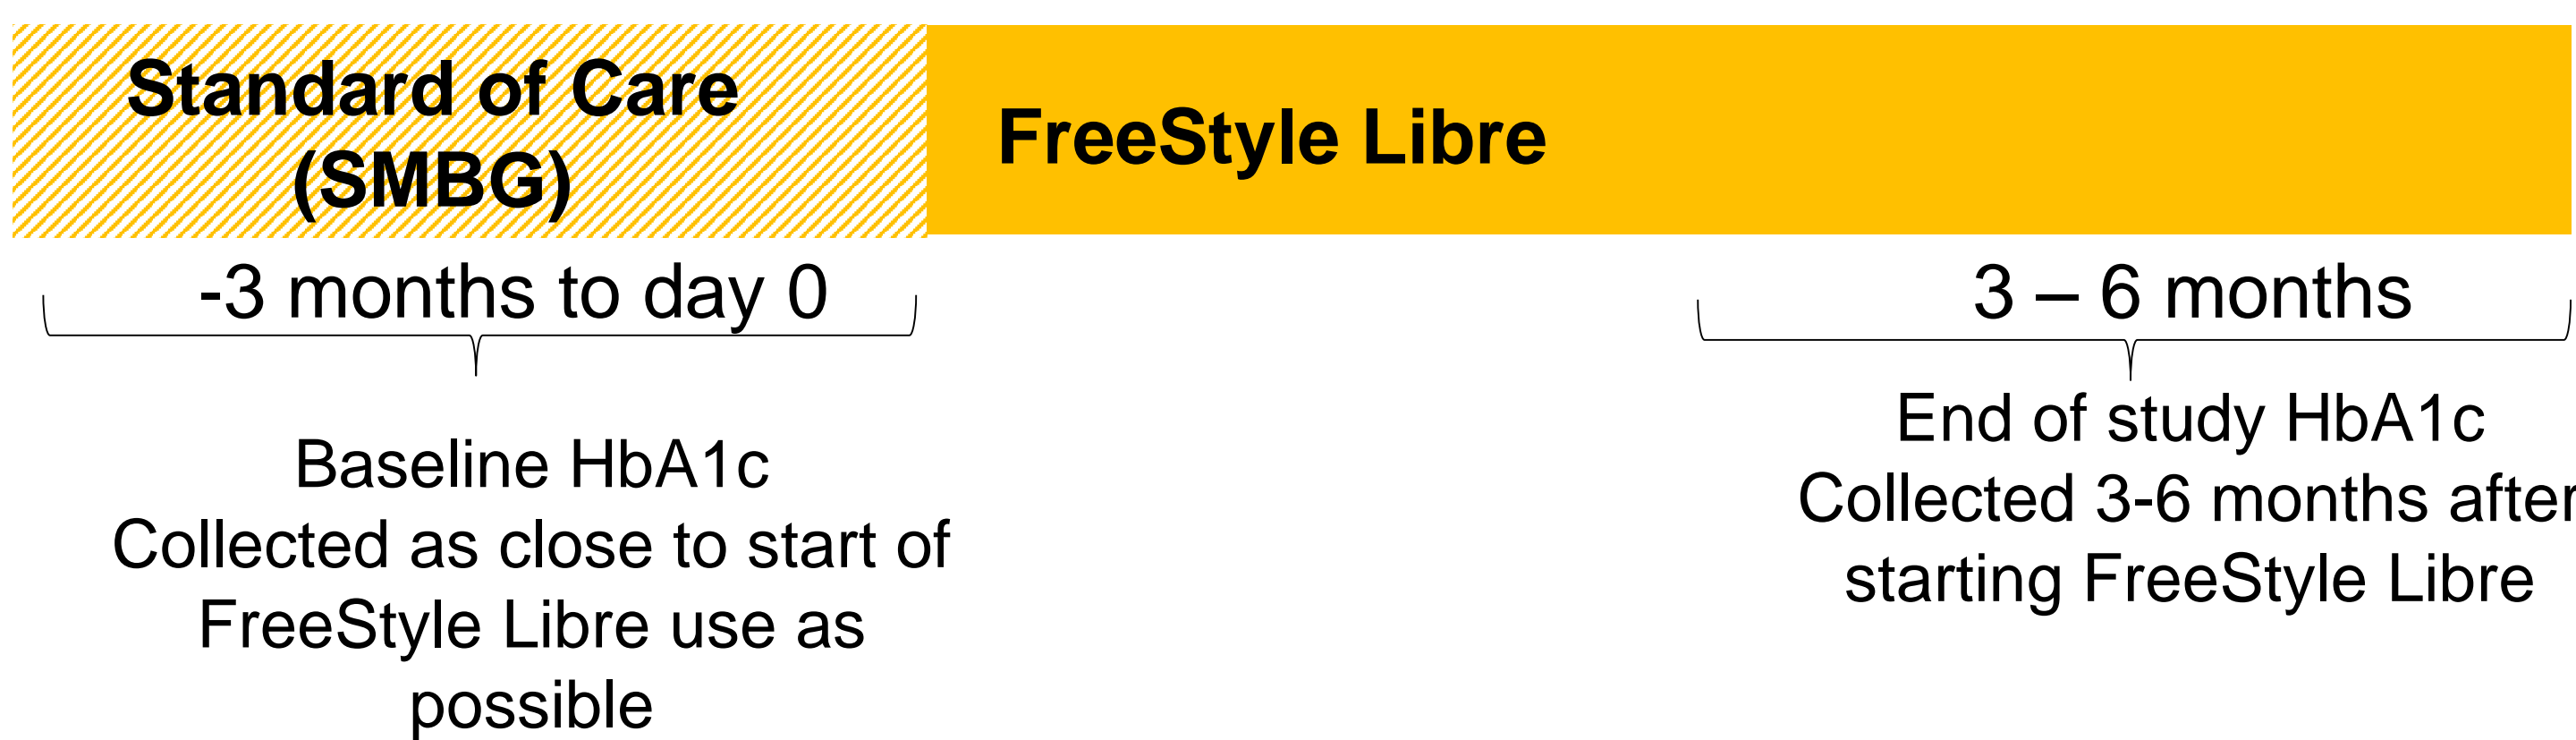 Standard of Care
(SMBG)
FreeStyle Libre
-3 months to day 0
3 – 6 months
Baseline HbA1c
Collected as close to start of
FreeStyle Libre use as
possible
End of study HbA1c
Collected 3-6 months after
starting FreeStyle Libre